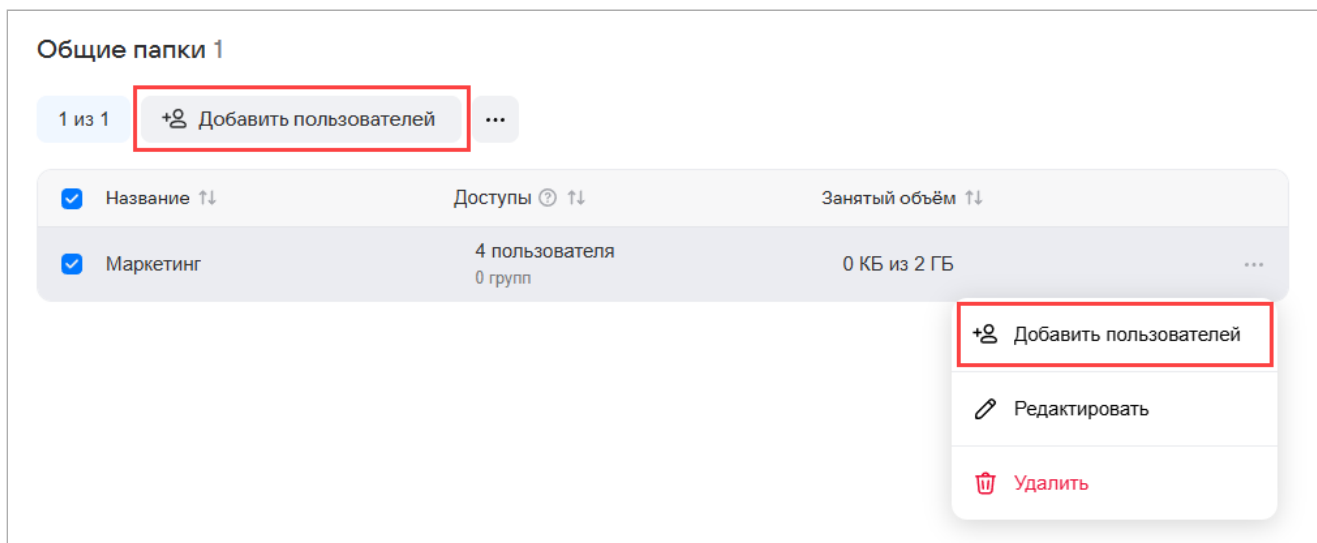 Общие папки 1
1 из 1 Добавить пользователей ...
Название Доступы ? Занятый объём
Маркетинг 4 пользователя 0 КБ из 2 ГБ ...
0 групп
Добавить пользователей
Редактировать
Удалить